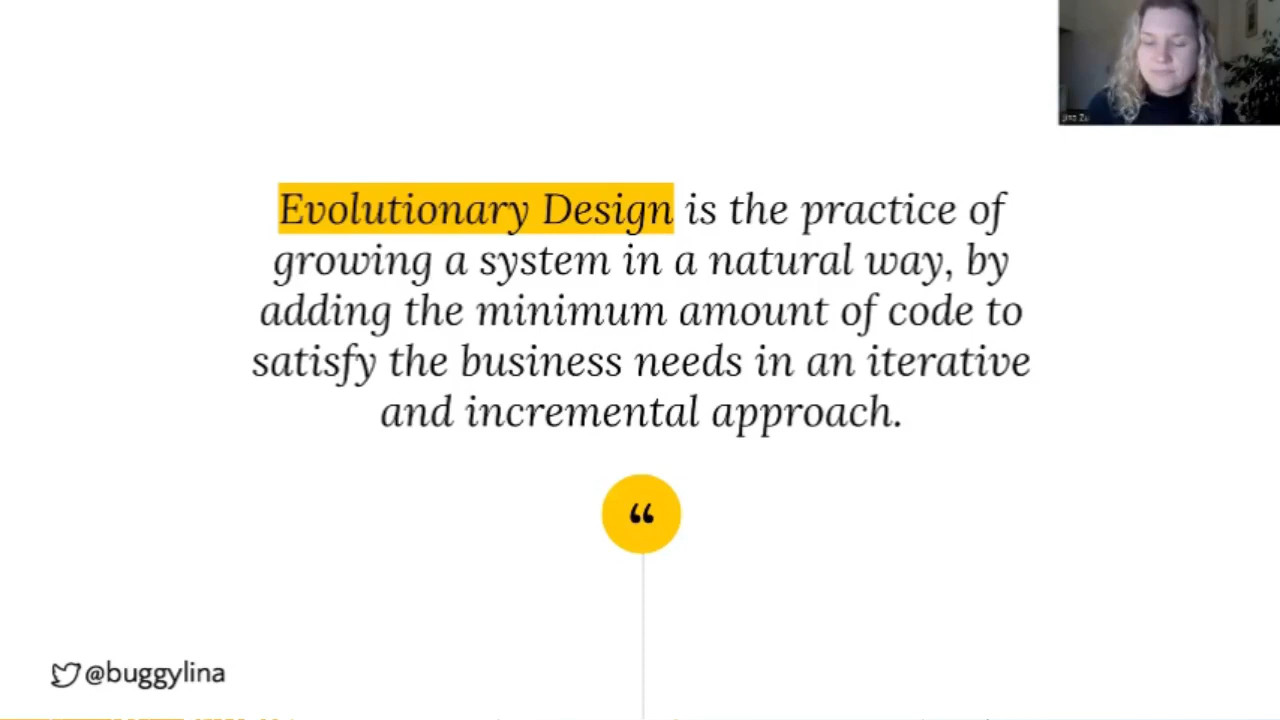 Evolutionary Design is the practice of
growing a system in a natural way, by
adding the minimum amount of code to
satisfy the business needs in an iterative
and incremental approach.
“
@buggylina